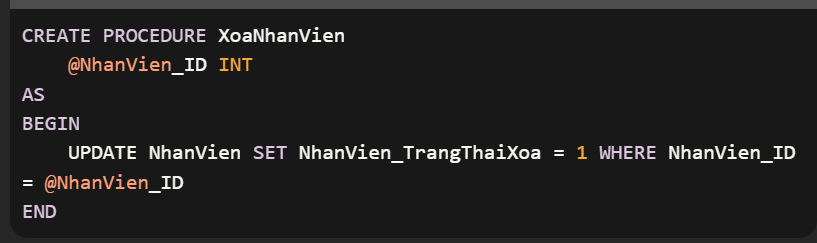 CREATE PROCEDURE XoaNhanVien
    @NhanVien_ID INT
AS
BEGIN
    UPDATE NhanVien SET NhanVien_TrangThaiXoa = 1 WHERE NhanVien_ID
= @NhanVien_ID
END